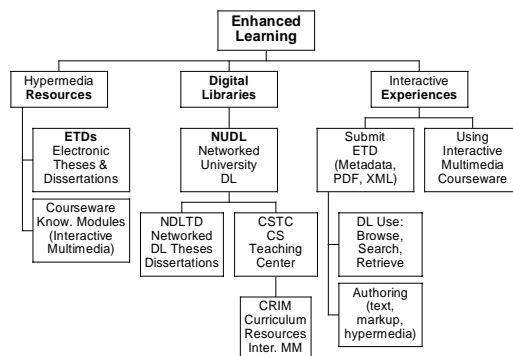 Enhanced
Learning
Hypermedia
Resources
Digital
Libraries
Interactive
Experiences
ETDs
Electronic
Theses &
Dissertations
NUDL
Networked
University
DL
Submit
ETD
(Metadata,
PDF, XML)
Using
Interactive
Multimedia
Courseware
Courseware
Know. Modules
(Interactive
Multimedia)
NDLTD
Networked
DL Theses
Dissertations
CSTC
CS
Teaching
Center
DL Use:
Browse,
Search,
Retrieve
CRIM
Curriculum
Resources
Inter. MM
Authoring
(text,
markup,
hypermedia)